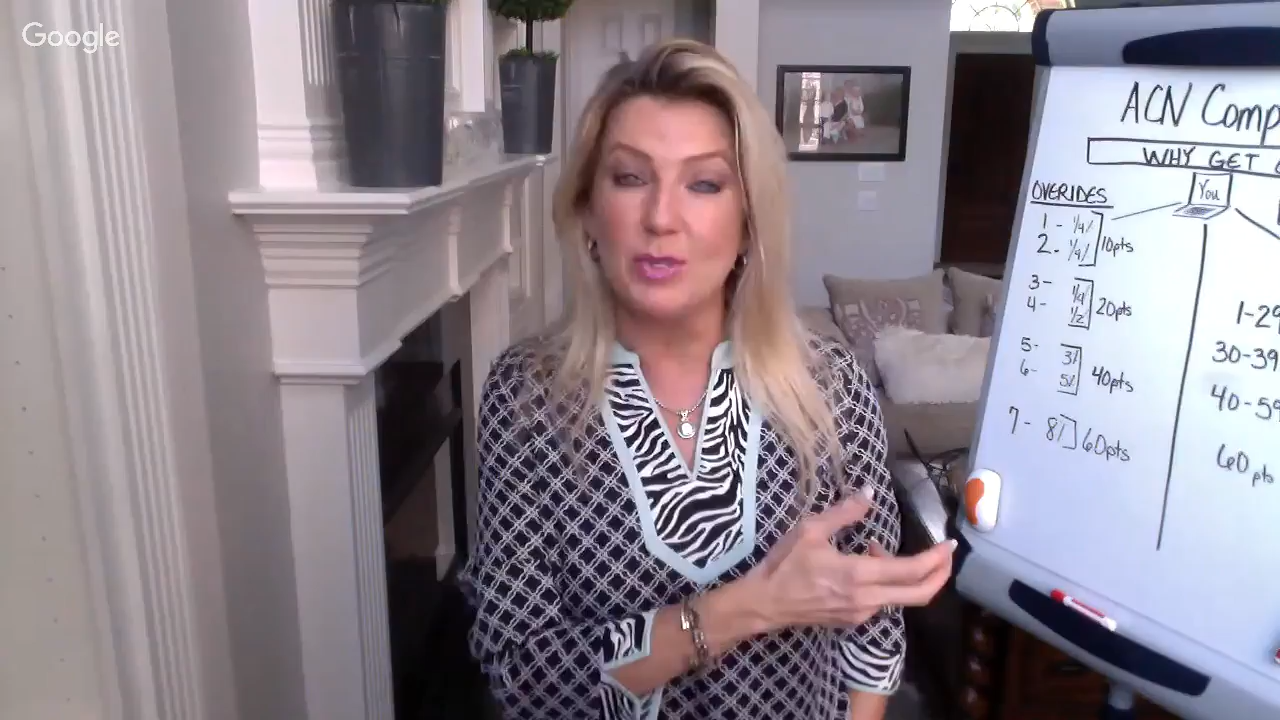 Google
ACN Comp
WHY GET
OVERIDES
You
1 - 1/4%
2 - 1/4%
10pts
3 - 1/4
4 - 1/2
20pts
5 - 3%
6 - 5%
40pts
7 - 8%
60pts
1-29
30-39
40-59
60 pts